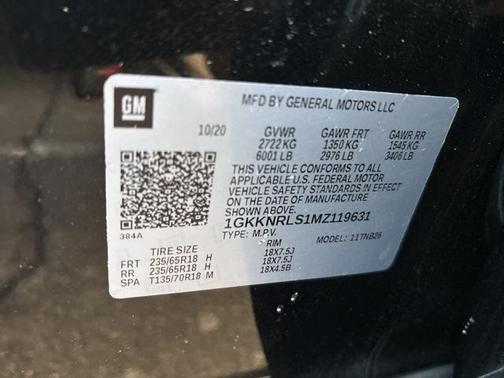 GM
MFD BY GENERAL MOTORS LLC
10/20 GVWR GAWR FRT GAWR RR
2722 KG 1350 KG 1545 KG
6001 LB 2976 LB 3406 LB
THIS VEHICLE CONFORMS TO ALL
APPLICABLE U.S. FEDERAL MOTOR
VEHICLE SAFETY STANDARDS IN EFFECT
ON THE DATE OF MANUFACTURE SHOWN ABOVE.
1GKKNRLS1MZ119631
384A TYPE: M.P.V. MODEL: 11TNB26
TIRE SIZE RIM
FRT 235/65R18 H 18X7.5J
RR 235/65R18 H 18X7.5J
SPA T135/70R18 M 18X4.5B